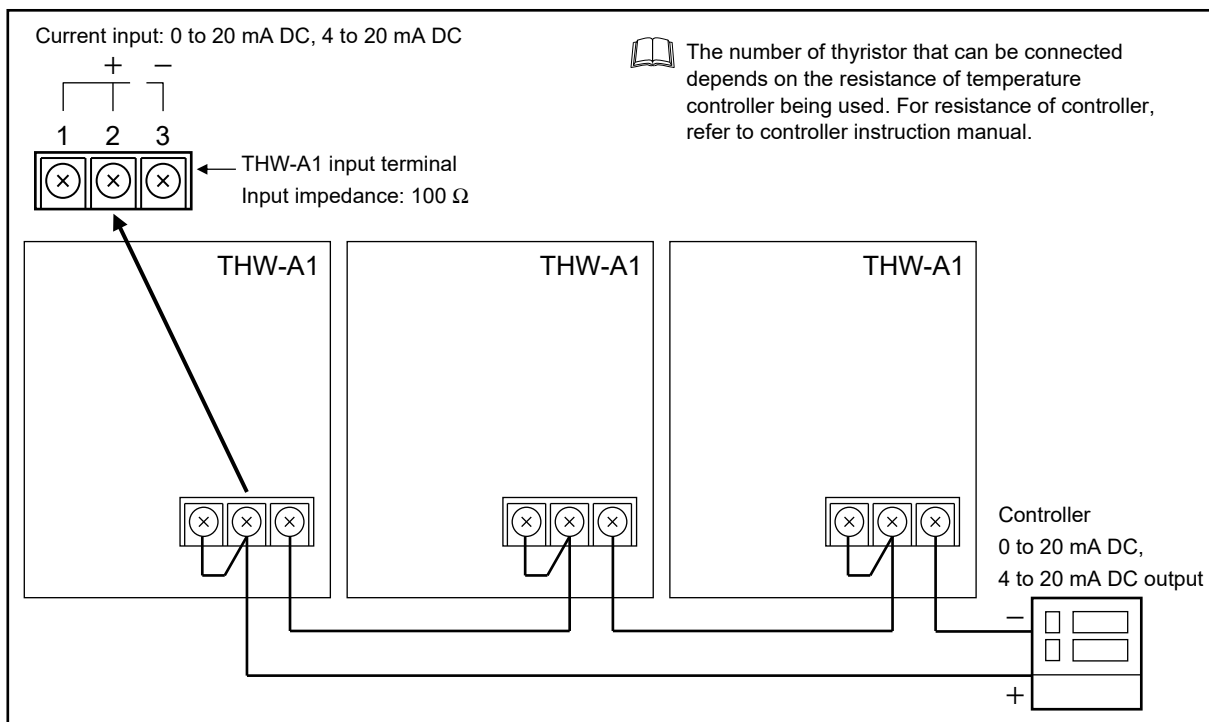 Current input: 0 to 20 mA DC, 4 to 20 mA DC
+ −
1 2 3
THW-A1 input terminal
Input impedance: 100 Ω
The number of thyristor that can be connected
depends on the resistance of temperature
controller being used. For resistance of controller,
refer to controller instruction manual.
THW-A1
THW-A1
THW-A1
Controller
0 to 20 mA DC,
4 to 20 mA DC output
−
+